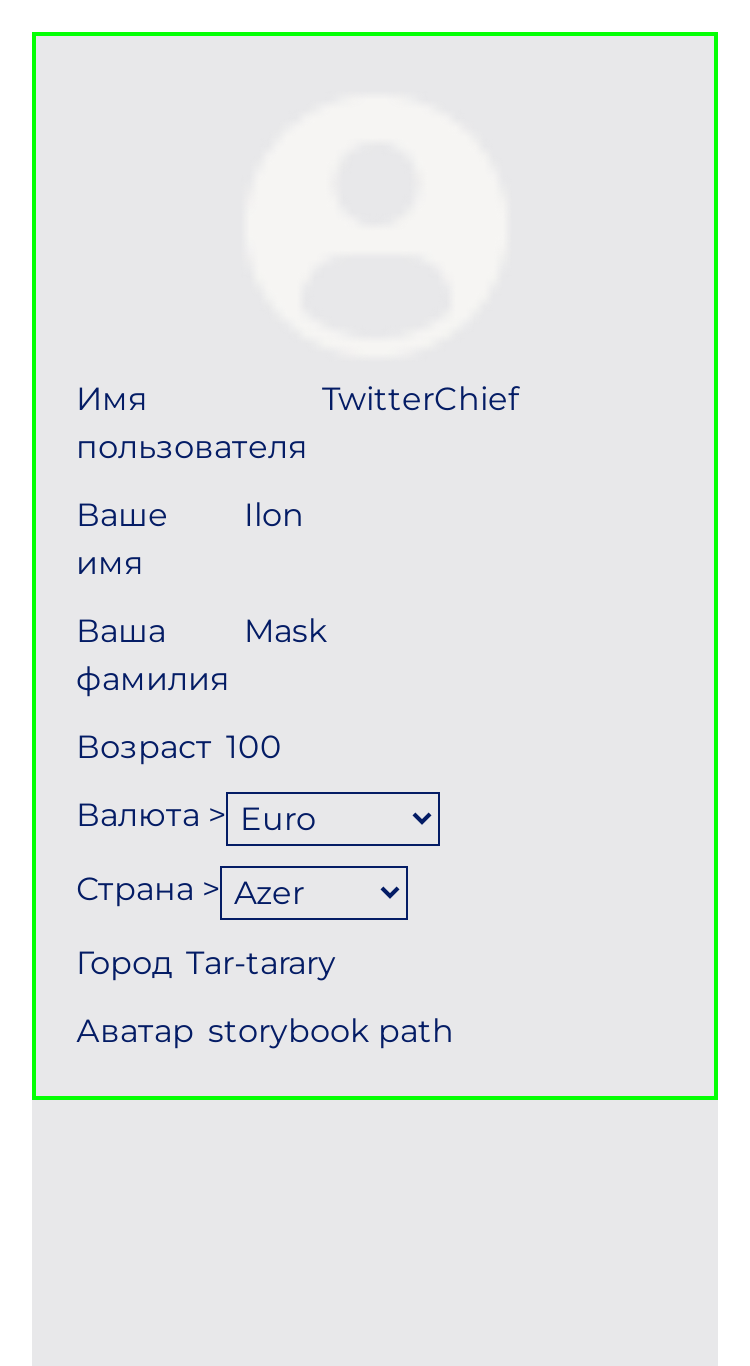 Имя TwitterChief
пользователя
Ваше Ilon
имя
Ваша Mask
фамилия
Возраст 100
Валюта > Euro
Страна > Azer
Город Tar-tarary
Аватар storybook path